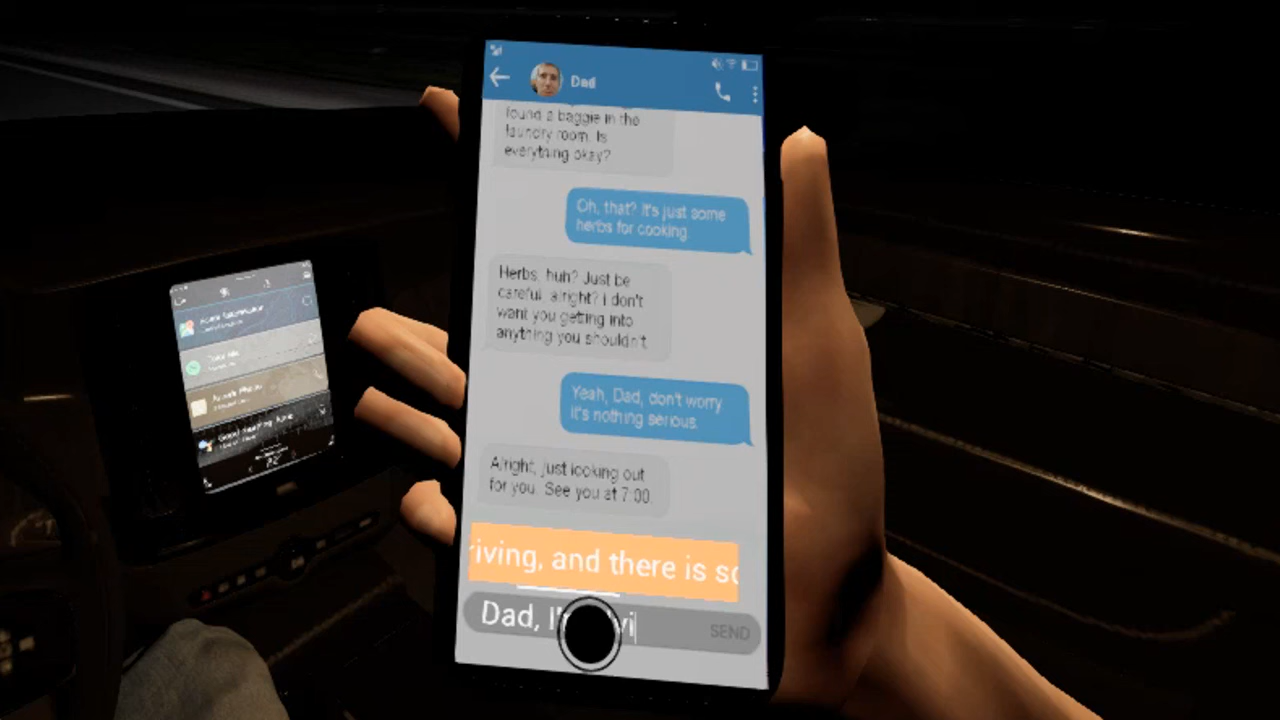 Dad
found a baggie in the
laundry room. Is
everything okay?
Oh, that? It's just some
herbs for cooking.
Herbs, huh? Just be
careful, alright? I don't
want you getting into
anything you shouldn't.
Yeah, Dad, don't worry
it's nothing serious.
Alright, just looking out
for you. See you at 7:00.
riving, and there is so
Dad, I' vi
SEND